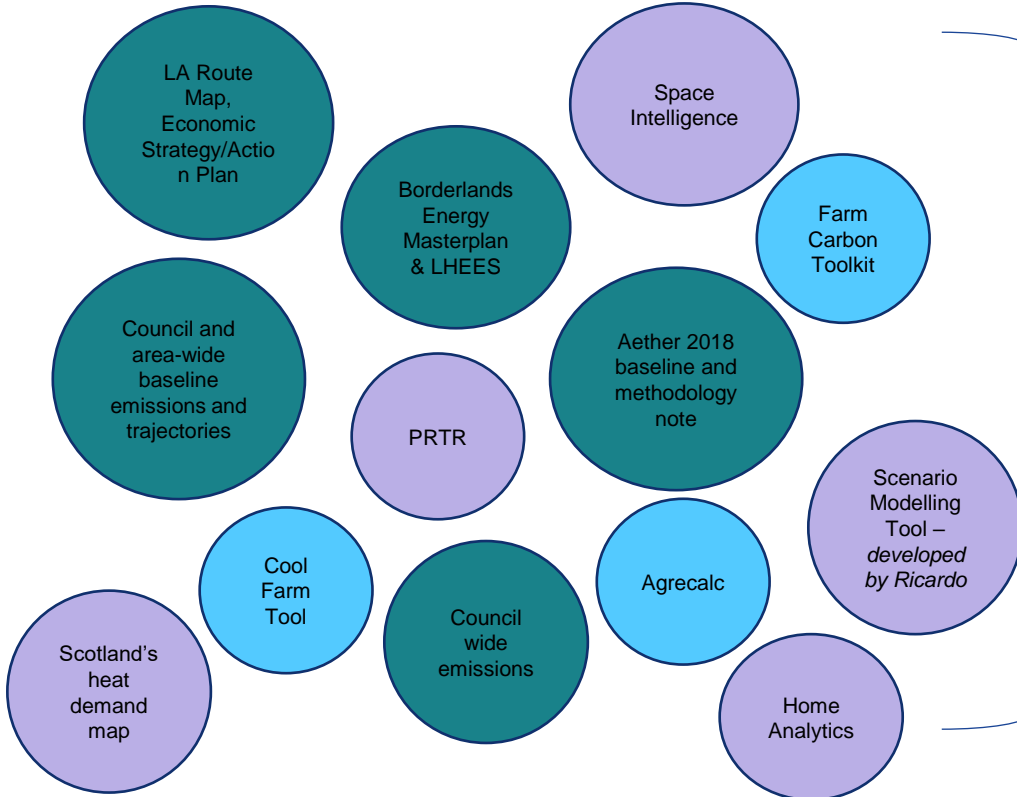 LA Route
Map,
Economic
Strategy/Actio
n Plan
Space
Intelligence
Borderlands
Energy
Masterplan
& LHEES
Farm
Carbon
Toolkit
Council and
area-wide
baseline
emissions and
trajectories
Aether 2018
baseline and
methodology
note
PRTR
Scenario
Modelling
Tool –
developed
by Ricardo
Cool
Farm
Tool
Agrecalc
Council
wide
emissions
Scotland’s
heat
demand
map
Home
Analytics